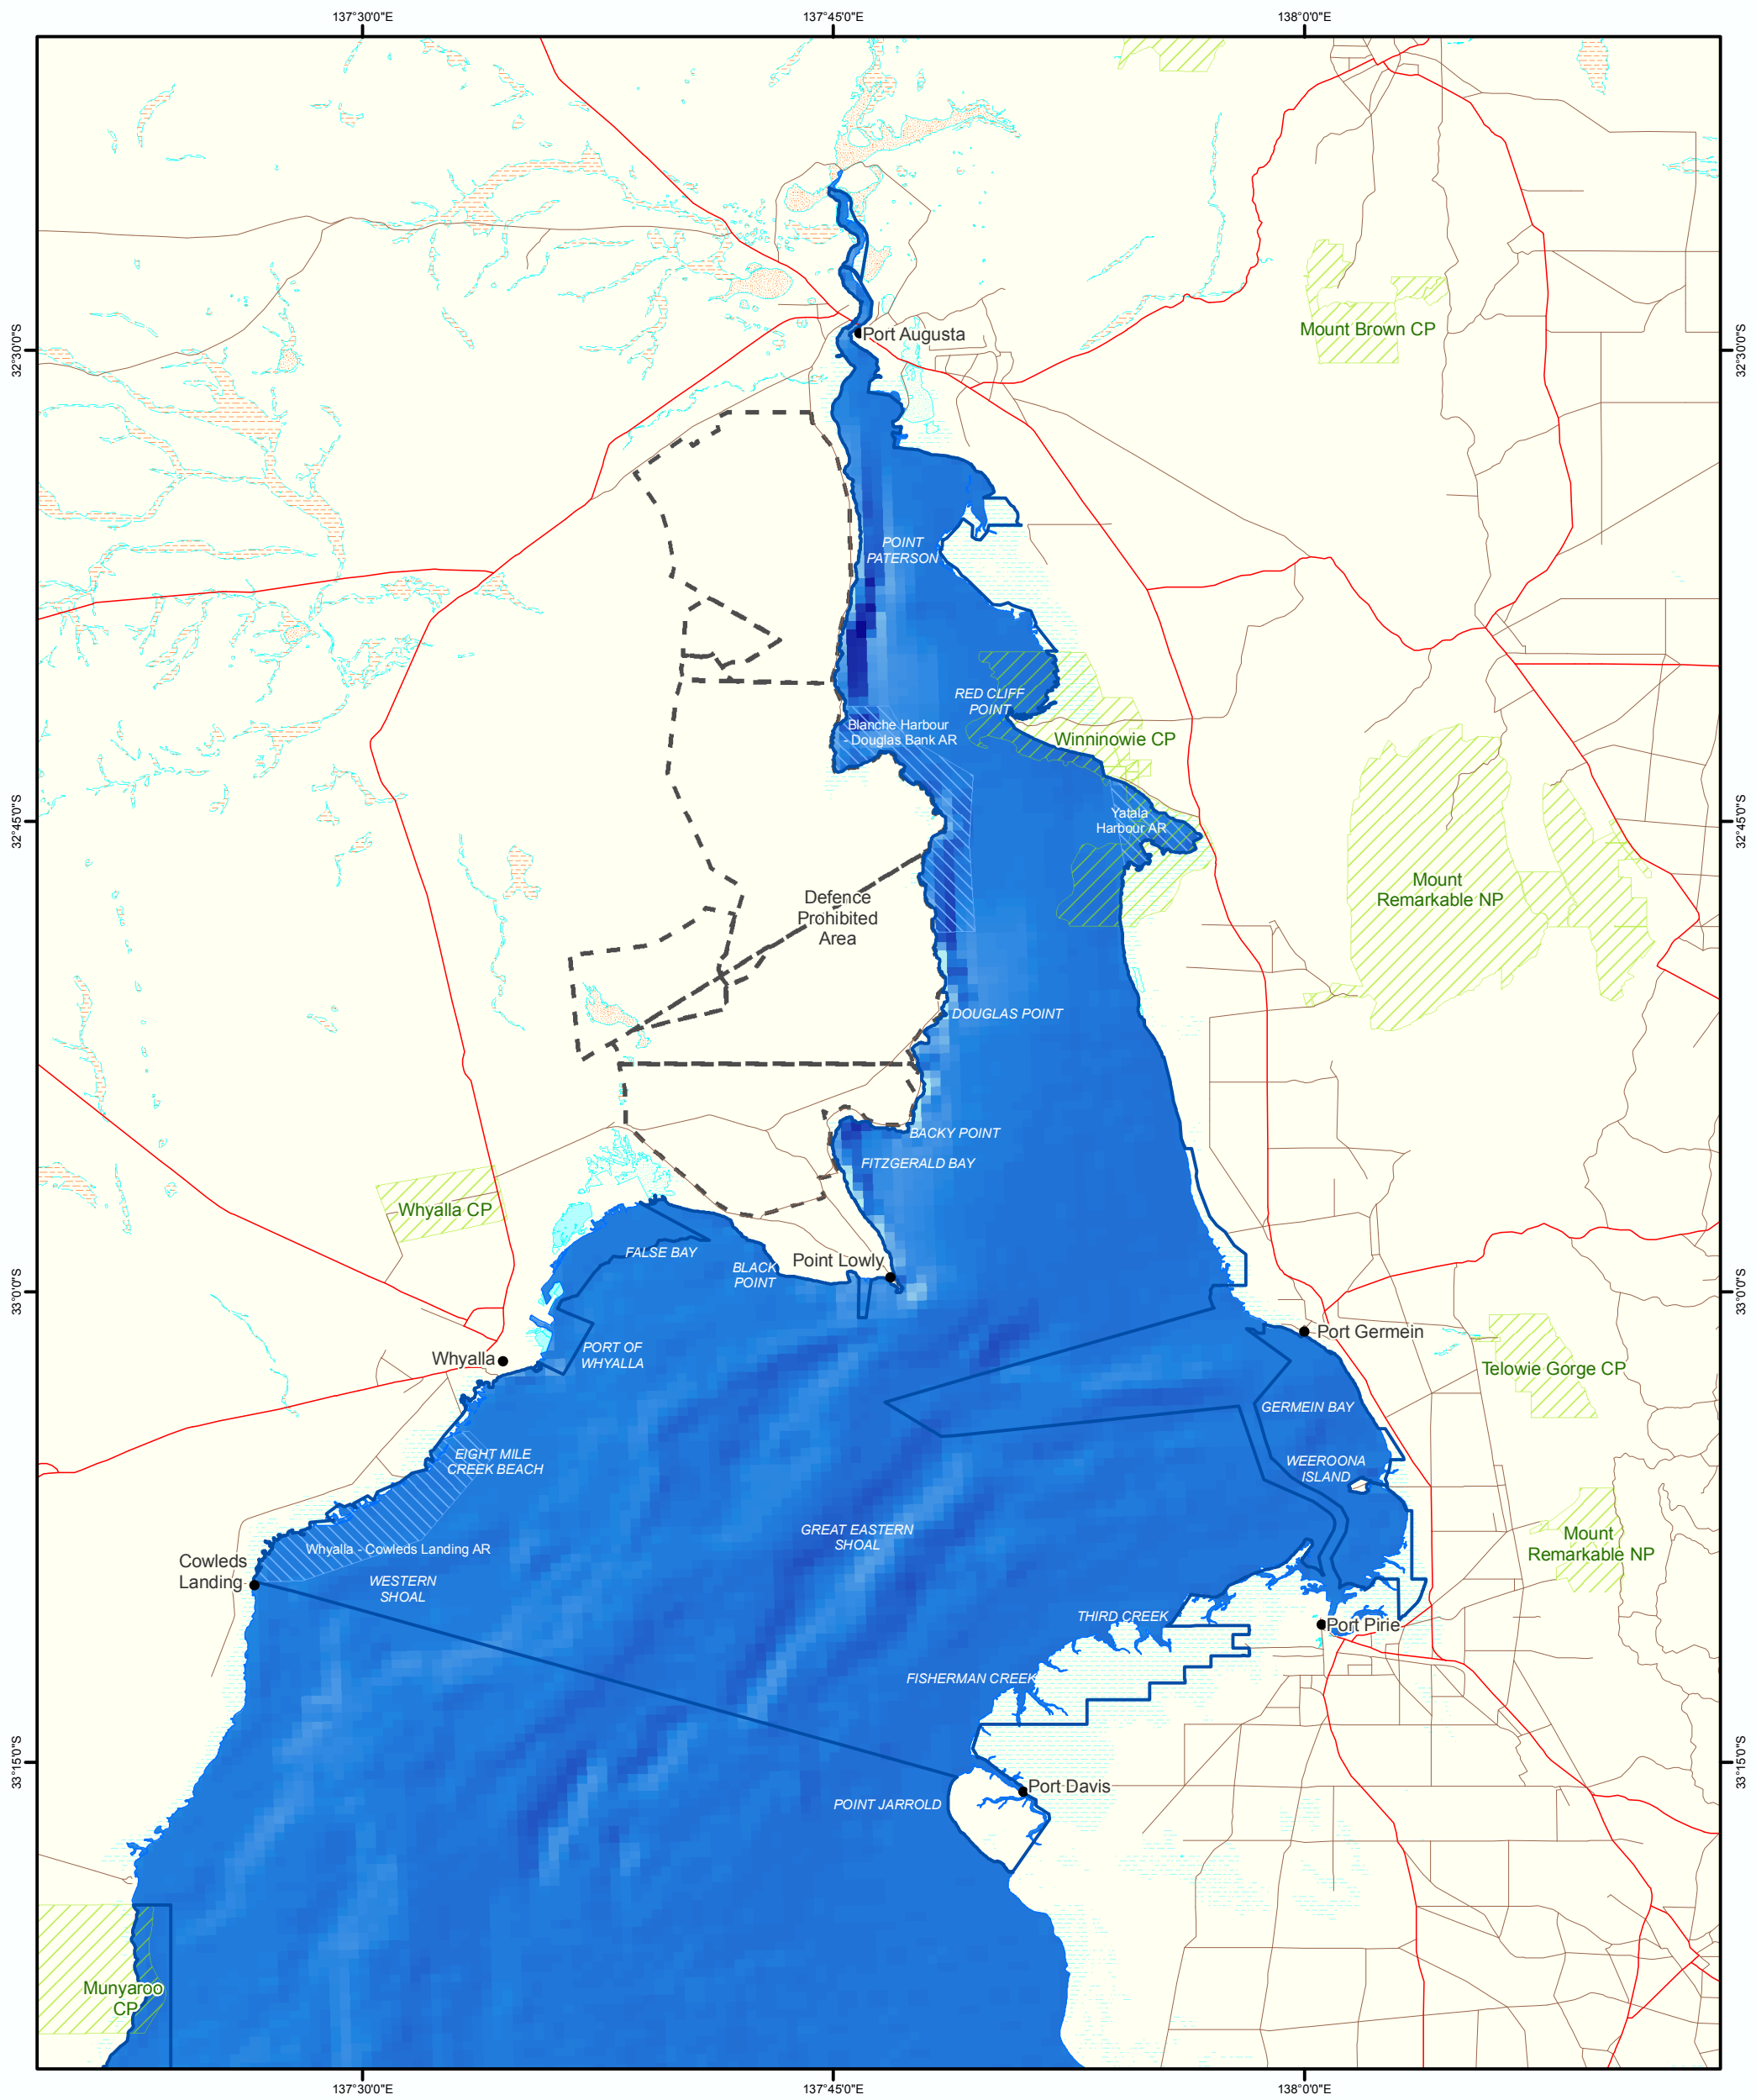 137°30'0"E
137°45'0"E
138°0'0"E
32°30'0"S
32°30'0"S
Port Augusta
Mount Brown CP
POINT
PATERSON
RED CLIFF
POINT
Blanche Harbour
- Douglas Bank AR
Winninowie CP
32°45'0"S
32°45'0"S
Yatala
Harbour AR
Mount
Remarkable NP
Defence
Prohibited
Area
DOUGLAS POINT
BACKY POINT
FITZGERALD BAY
Whyalla CP
FALSE BAY
BLACK
POINT
Point Lowly
33°0'0"S
33°0'0"S
Port Germein
PORT OF
WHYALLA
Whyalla
Telowie Gorge CP
GERMEIN BAY
EIGHT MILE
CREEK BEACH
WEEROONA
ISLAND
GREAT EASTERN
SHOAL
Mount
Remarkable NP
Whyalla - Cowleds Landing AR
Cowleds
Landing
WESTERN
SHOAL
THIRD CREEK
Port Pirie
FISHERMAN CREEK
33°15'0"S
33°15'0"S
Port Davis
POINT JARROLD
Munyaroo
CP
137°30'0"E
137°45'0"E
138°0'0"E